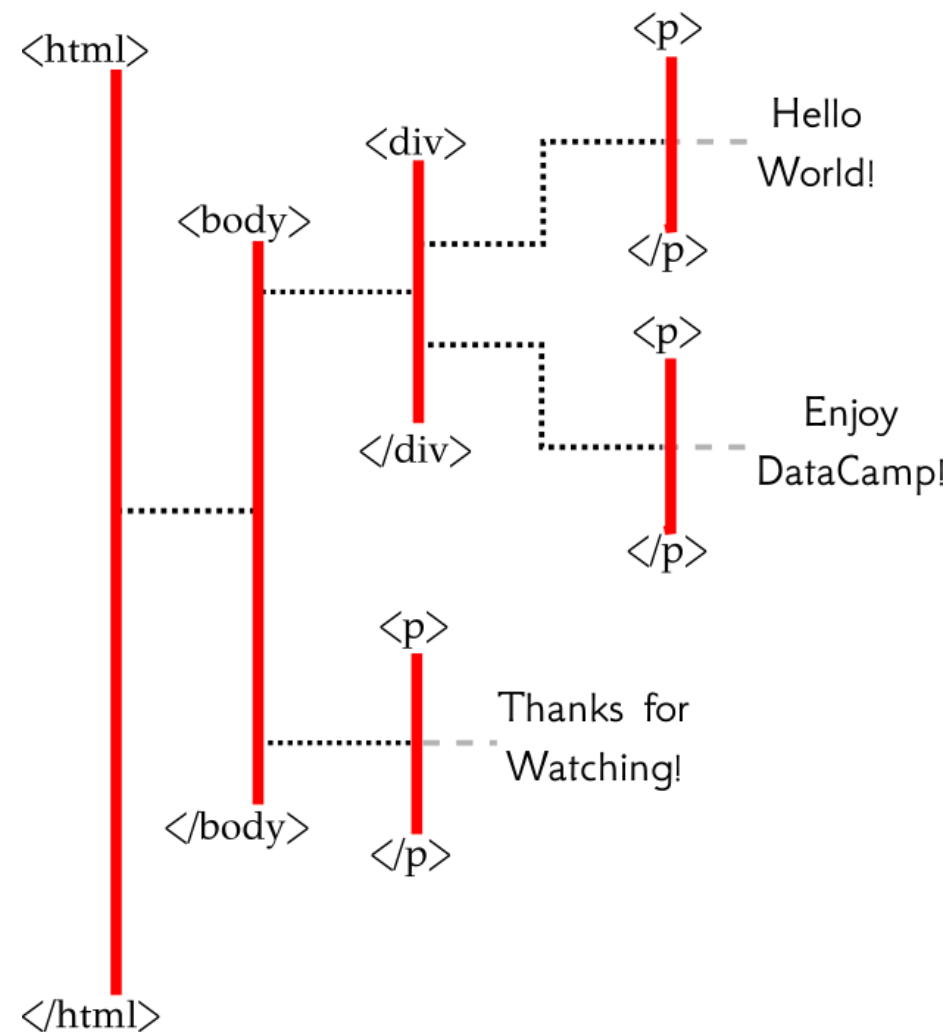 <html>
<body>
<div>
<p>
Hello
World!
</p>
<p>
Enjoy
DataCamp!
</p>
</div>
<p>
Thanks for
Watching!
</p>
</body>
</html>